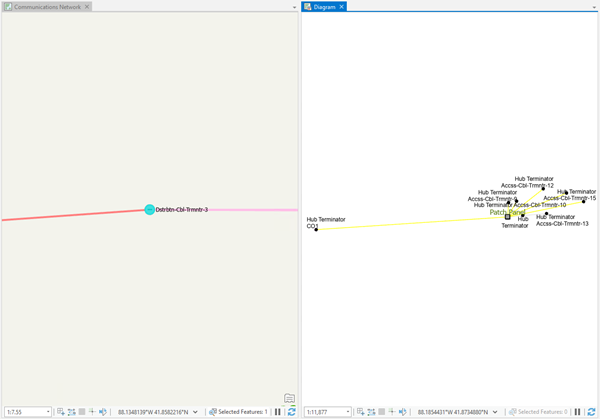 Communications Network
Diagram
Dstrbtn-Cbl-Trmntr-3
Hub Terminator
Accss-Cbl-Trmntr-12
Hub Terminator
Hub Terminator
Accss-Cbl-Trmntr-15
Accss-Cbl-Trmntr-9
Hub Terminator Accss-Cbl-Trmntr-10
Patch Panel
Hub Terminator
CO1
Hub
Terminator
Hub Terminator
Accss-Cbl-Trmntr-13
1:7.55
88.1348139°W 41.8582216°N
Selected Features: 1
1:11,877
88.1854431°W 41.8734880°N
Selected Features: 0